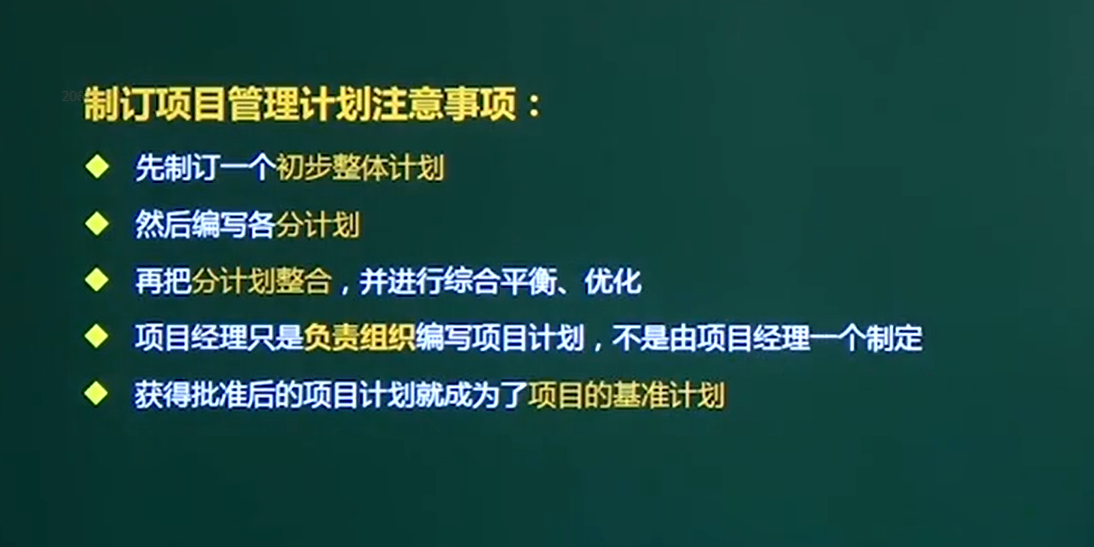 制订项目管理计划注意事项：
先制订一个初步整体计划
然后编写各分计划
再把分计划整合，并进行综合平衡、优化
项目经理只是负责组织编写项目计划，不是由项目经理一个制定
获得批准后的项目计划就成为了项目的基准计划